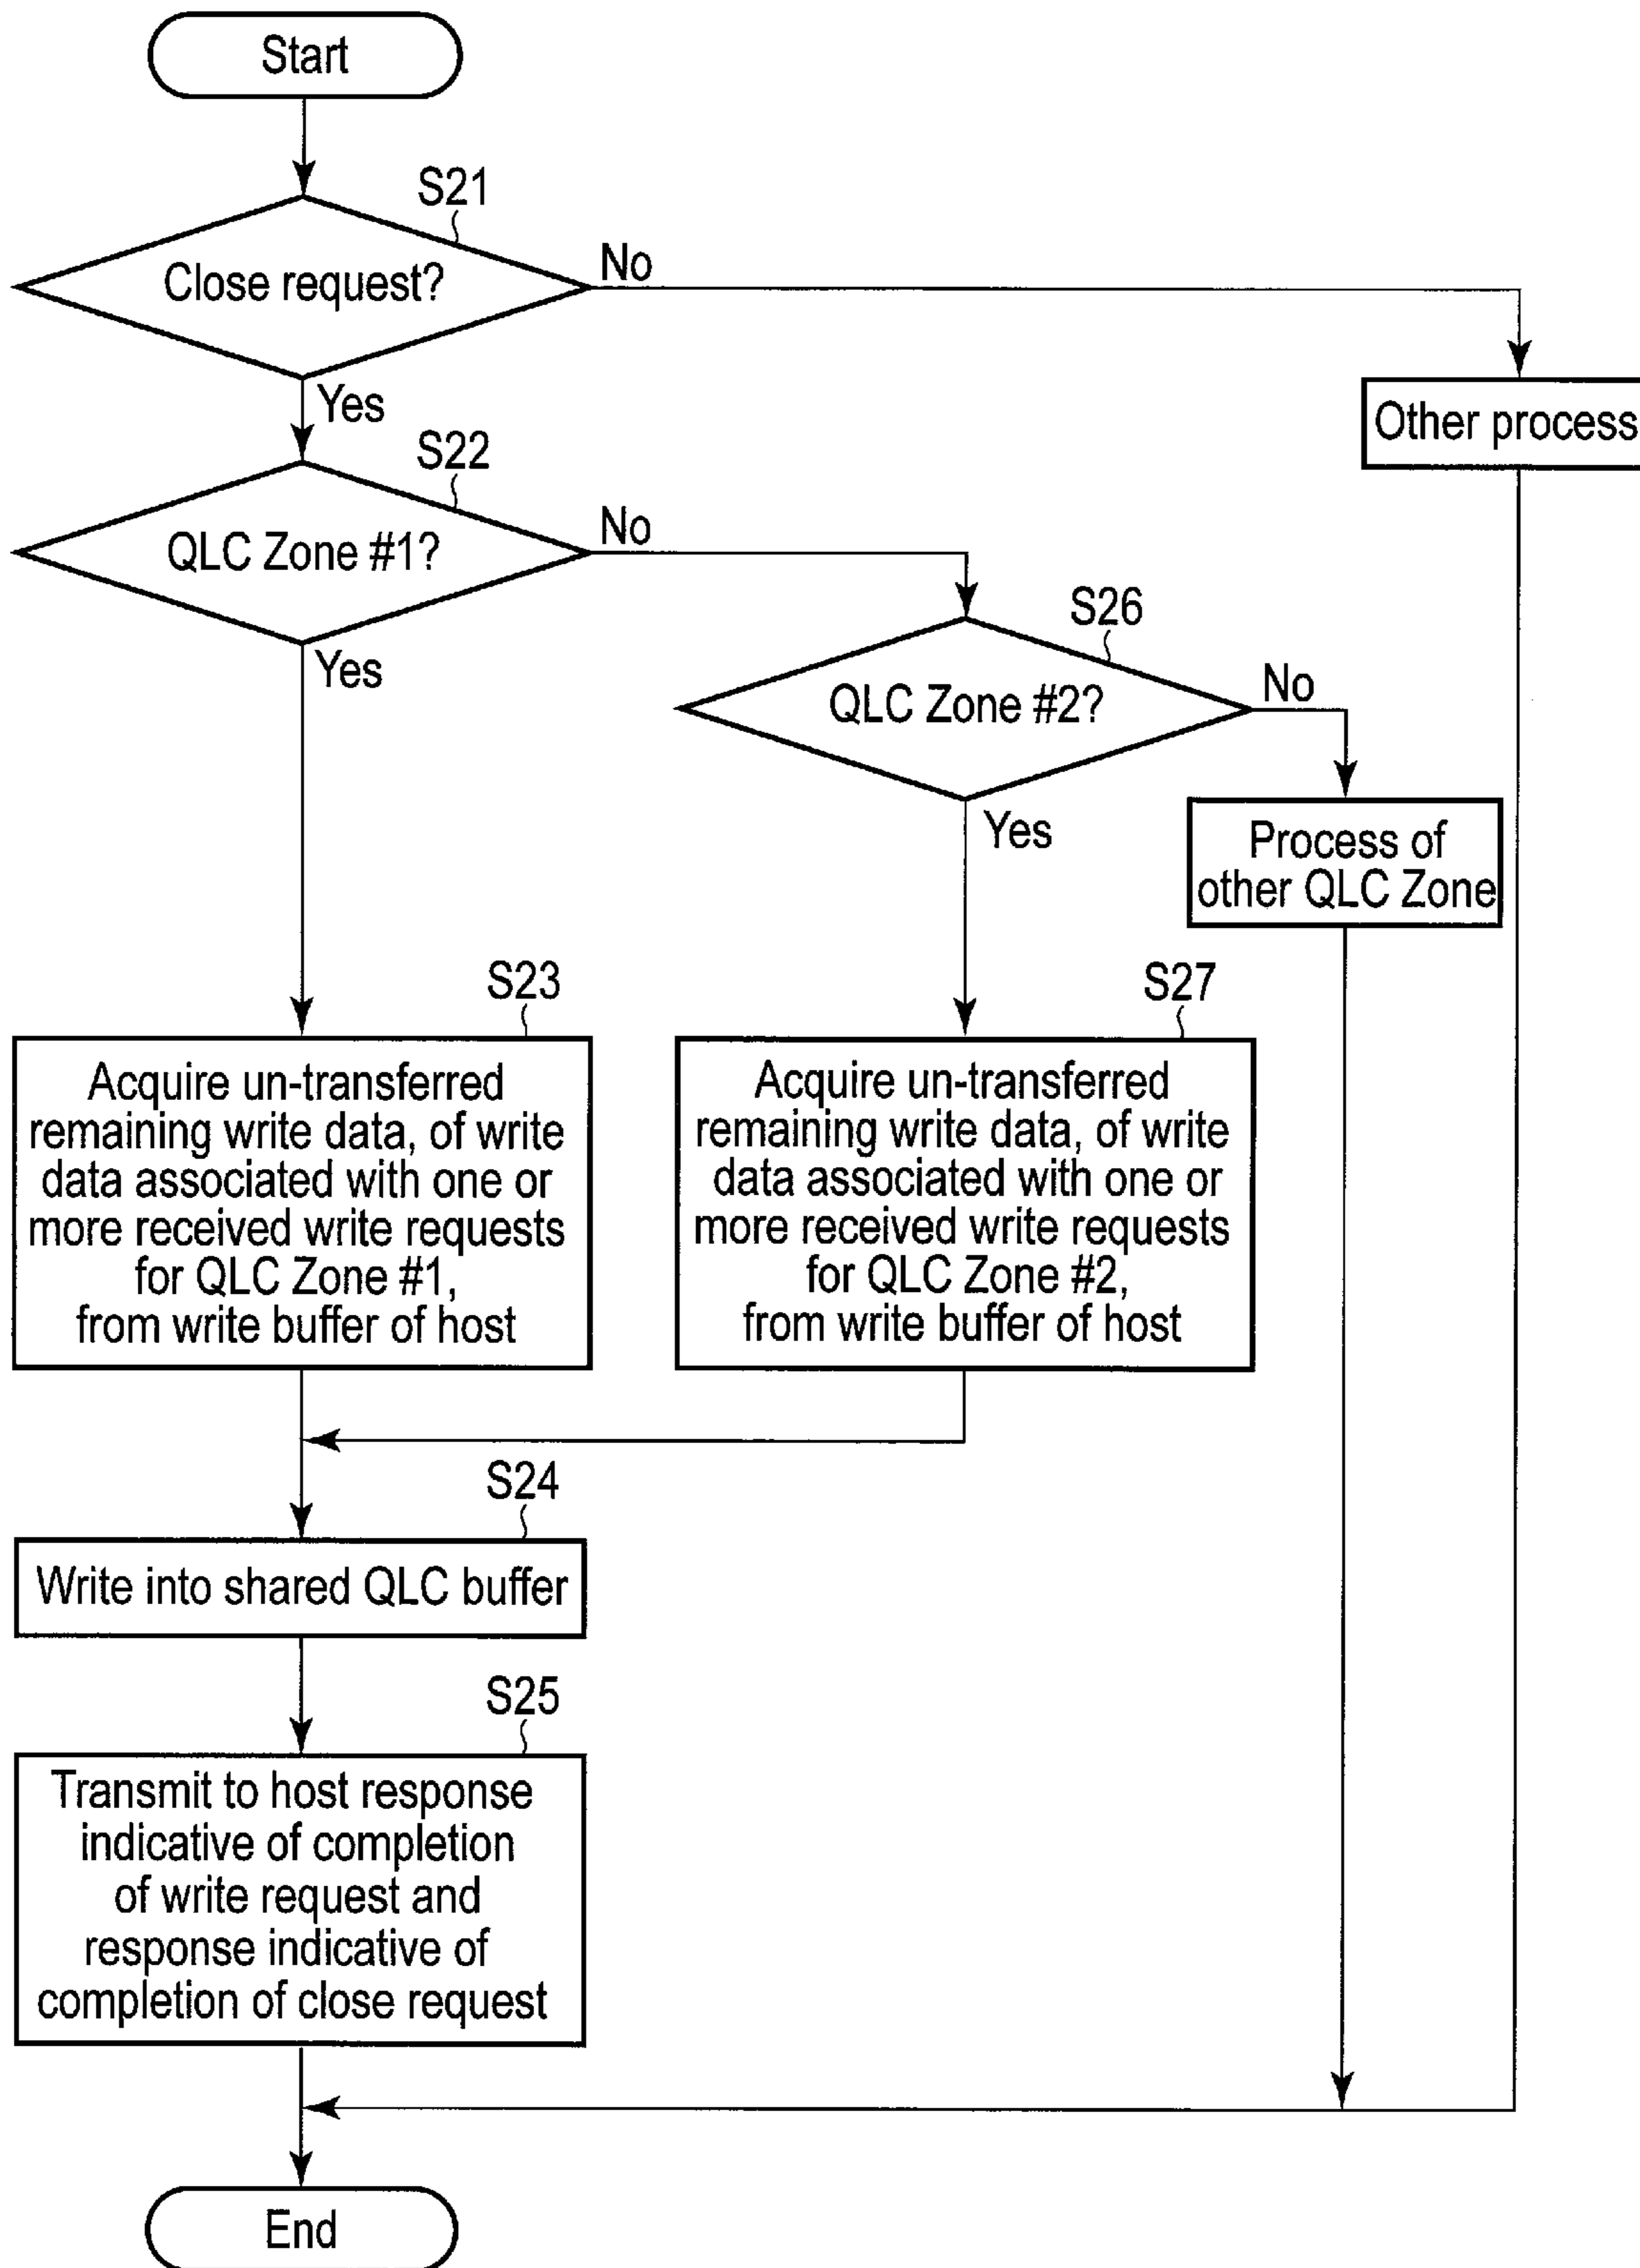 Start
S21
Close request?
No
Yes
Other process
S22
QLC Zone #1?
No
Yes
S26
QLC Zone #2?
No
Yes
Process of
other QLC Zone
S23
Acquire un-transferred
remaining write data, of write
data associated with one or
more received write requests
for QLC Zone #1,
from write buffer of host
S27
Acquire un-transferred
remaining write data, of write
data associated with one or
more received write requests
for QLC Zone #2,
from write buffer of host
S24
Write into shared QLC buffer
S25
Transmit to host response
indicative of completion
of write request and
response indicative of
completion of close request
End